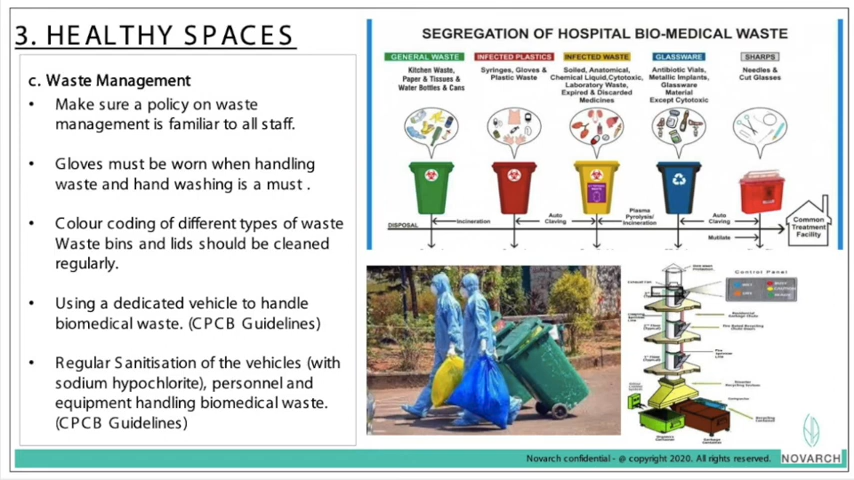 3. HEALTHY SPACES
c. Waste Management
• Make sure a policy on waste
management is familiar to all staff.
• Gloves must be worn when handling
waste and hand washing is a must .
• Colour coding of different types of waste
Waste bins and lids should be cleaned
regularly.
• Using a dedicated vehicle to handle
biomedical waste. (CPCB Guidelines)
• Regular Sanitisation of the vehicles (with
sodium hypochlorite), personnel and
equipment handling biomedical waste.
(CPCB Guidelines)
SEGREGATION OF HOSPITAL BIO-MEDICAL WASTE
GENERAL WASTE
Kitchen Waste,
Paper & Tissues &
Water Bottles & Cans
INFECTED PLASTICS
Syringes, Gloves &
Plastic Waste
INFECTED WASTE
Soiled, Anatomical,
Chemical Liquid,Cytotoxic,
Laboratory Waste,
Expired & Discarded
Medicines
GLASSWARE
Antibiotic Vials,
Metallic Implants,
Glassware
Material
Except Cytotoxic
SHARPS
Needles &
Cut Glasses
DISPOSAL
Incineration
Auto
Claving
Plasma
Pyrolysis/
Incineration
Auto
Claving
Mutilate
Common
Treatment
Facility
Control Panel
Novarch confidential - @ copyright 2020. All rights reserved.
NOVARCH